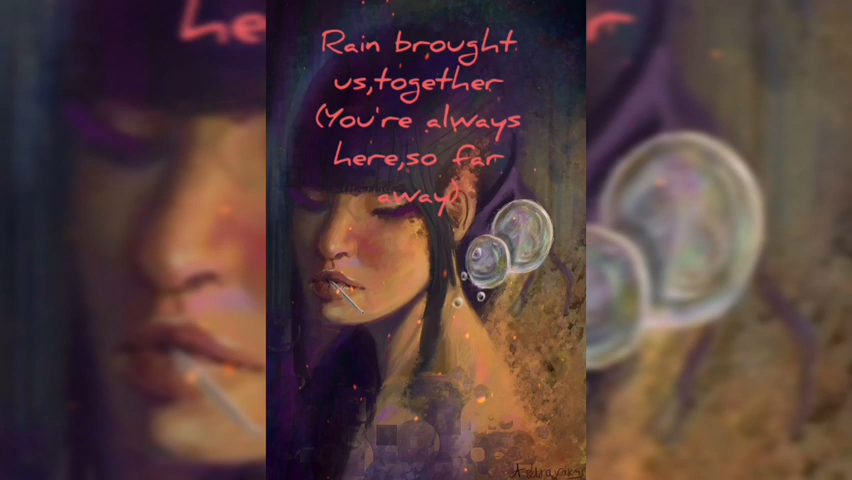 Rain brought
us,together
(You're always
here,so far
away)